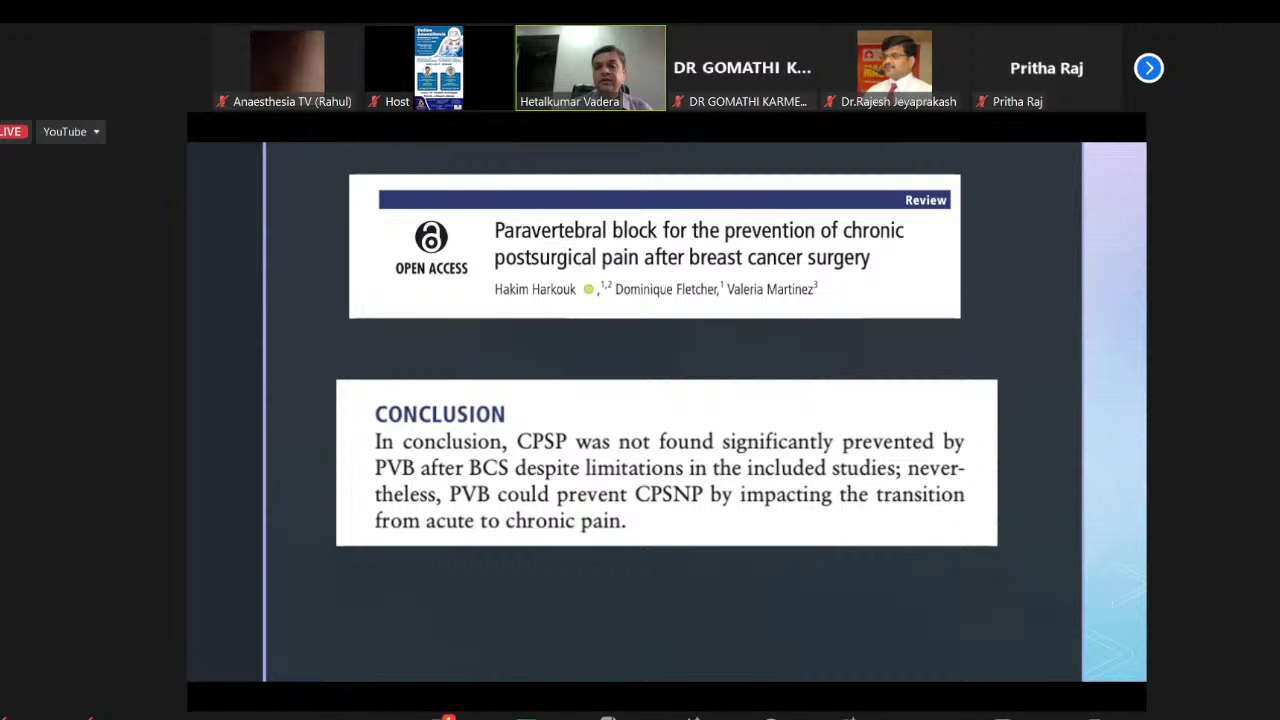 DR GOMATHI K...
Pritha Raj
Anaesthesia TV (Rahul)
Host
Hetalkumar Vadera
DR GOMATHI KARME...
Dr.Rajesh Jeyaprakash
Pritha Raj
LIVE
YouTube
Review
OPEN ACCESS
Paravertebral block for the prevention of chronic
postsurgical pain after breast cancer surgery
Hakim Harkouk ,1,2 Dominique Fletcher,1 Valeria Martinez3
CONCLUSION
In conclusion, CPSP was not found significantly prevented by
PVB after BCS despite limitations in the included studies; never-
theless, PVB could prevent CPSNP by impacting the transition
from acute to chronic pain.